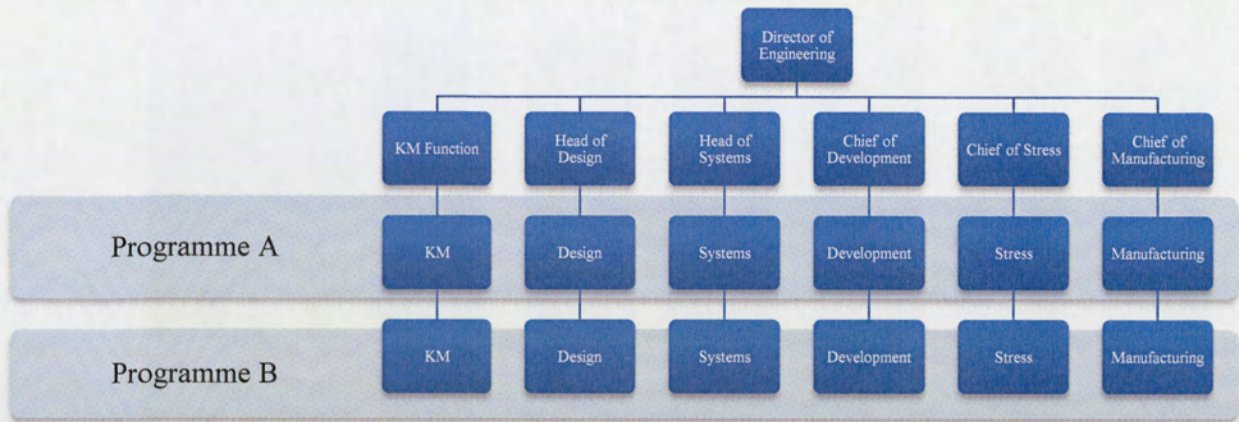 Director of
Engineering
KM Function
Head of
Design
Head of
Systems
Chief of
Development
Chief of Stress
Chief of
Manufacturing
Programme A
KM
Design
Systems
Development
Stress
Manufacturing
Programme B
KM
Design
Systems
Development
Stress
Manufacturing